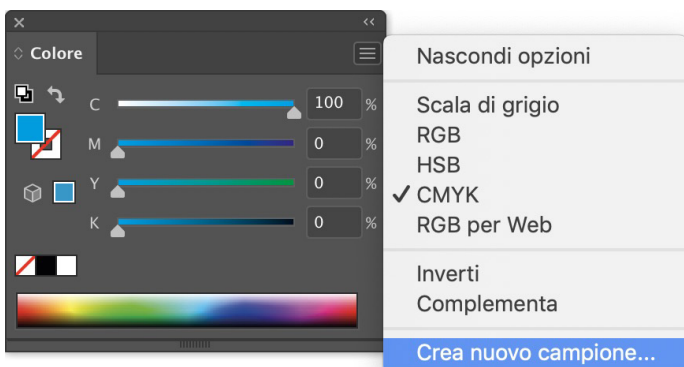 Colore
C 100 %
M 0 %
Y 0 %
K 0 %
Nascondi opzioni
Scala di grigio
RGB
HSB
✓ CMYK
RGB per Web
Inverti
Complementa
Crea nuovo campione...